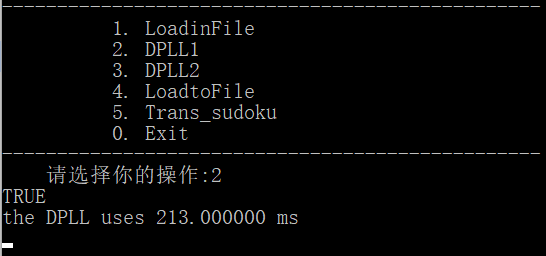 1. LoadinFile
2. DPLL1
3. DPLL2
4. LoadtoFile
5. Trans_sudoku
0. Exit
请选择你的操作:2
TRUE
the DPLL uses 213.000000 ms